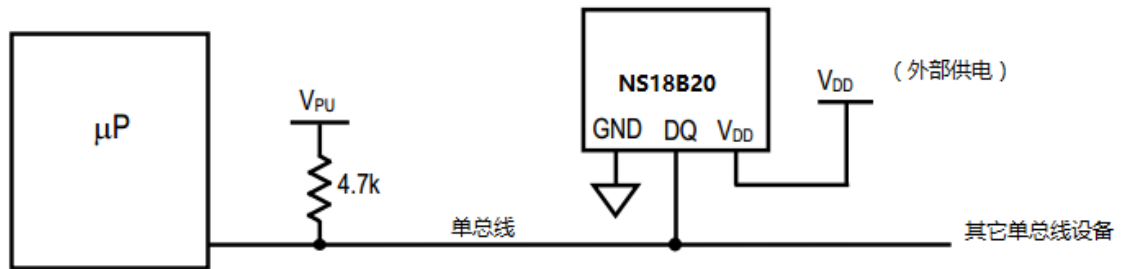 μP
VPU
4.7k
单总线
NS18B20
GND DQ VDD
VDD
（外部供电）
其它单总线设备